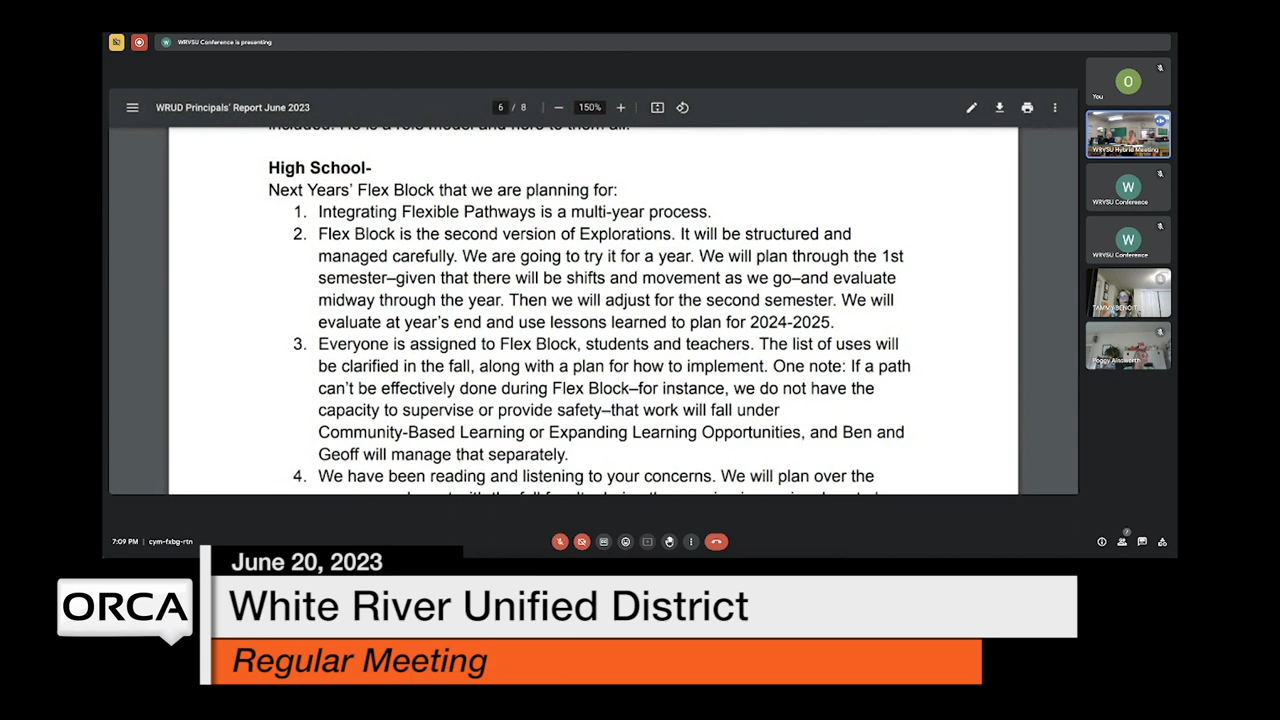 WRVSU Conference is presenting
WRUD Principals' Report June 2023
6 / 8
150%
High School-
Next Years' Flex Block that we are planning for:
1. Integrating Flexible Pathways is a multi-year process.
2. Flex Block is the second version of Explorations. It will be structured and
managed carefully. We are going to try it for a year. We will plan through the 1st
semester–given that there will be shifts and movement as we go–and evaluate
midway through the year. Then we will adjust for the second semester. We will
evaluate at year's end and use lessons learned to plan for 2024-2025.
3. Everyone is assigned to Flex Block, students and teachers. The list of uses will
be clarified in the fall, along with a plan for how to implement. One note: If a path
can't be effectively done during Flex Block–for instance, we do not have the
capacity to supervise or provide safety–that work will fall under
Community-Based Learning or Expanding Learning Opportunities, and Ben and
Geoff will manage that separately.
4. We have been reading and listening to your concerns. We will plan over the
O
You
WRVSU Hybrid Meeting
W
WRVSU Conference
W
WRVSU Conference
TAMMY BENOIT
Peggy Ainsworth
7:09 PM | cym-fxbg-rtn
7
June 20, 2023
ORCA
White River Unified District
Regular Meeting